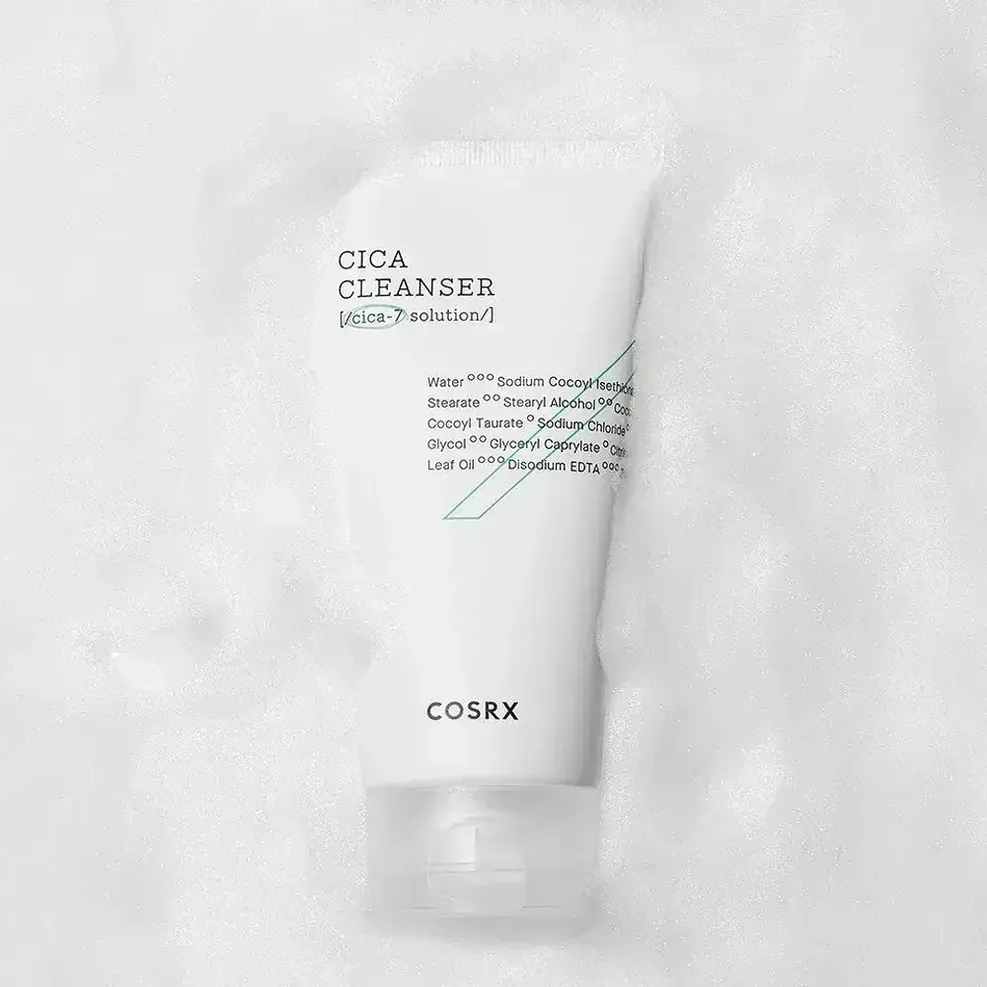 CICA
CLEANSER
[/cica-7 solution/]
Water °°° Sodium Cocoyl
Stearate °° Stearyl Alcohol °°
Cocoyl Taurate ° Sodium Chloride °
Glycol °° Glyceryl Caprylate °
Leaf Oil °°° Disodium EDTA °°°
COSRX